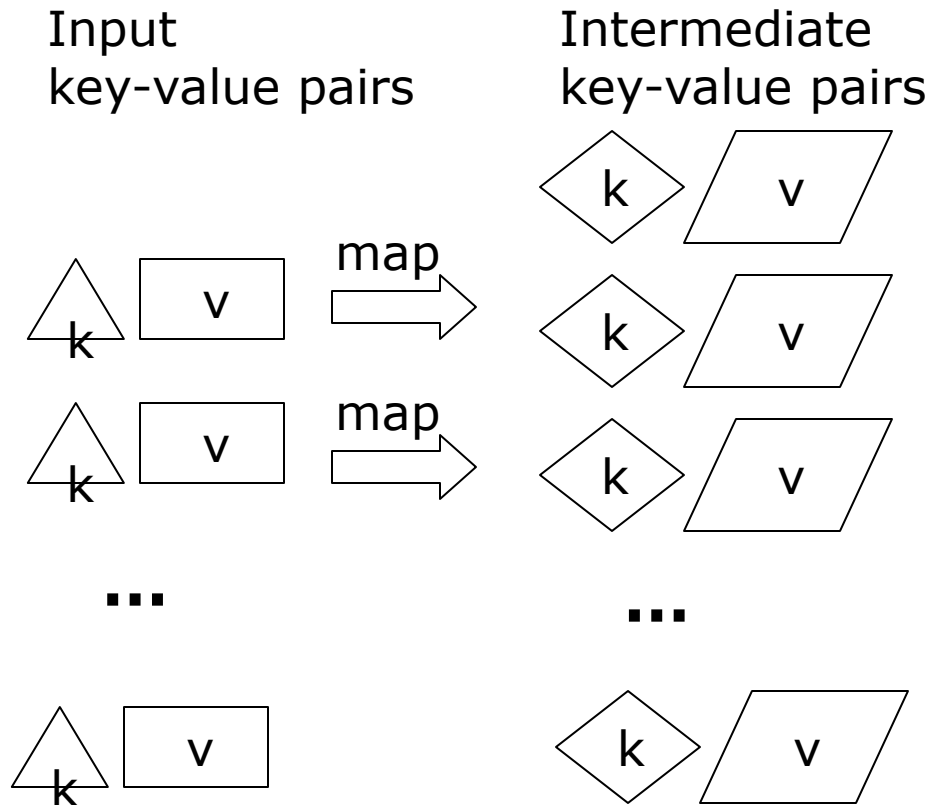 Input
key-value pairs
Intermediate
key-value pairs
k v
map
k v
k v
map
k v
k v
...
...
k v
k v
k v